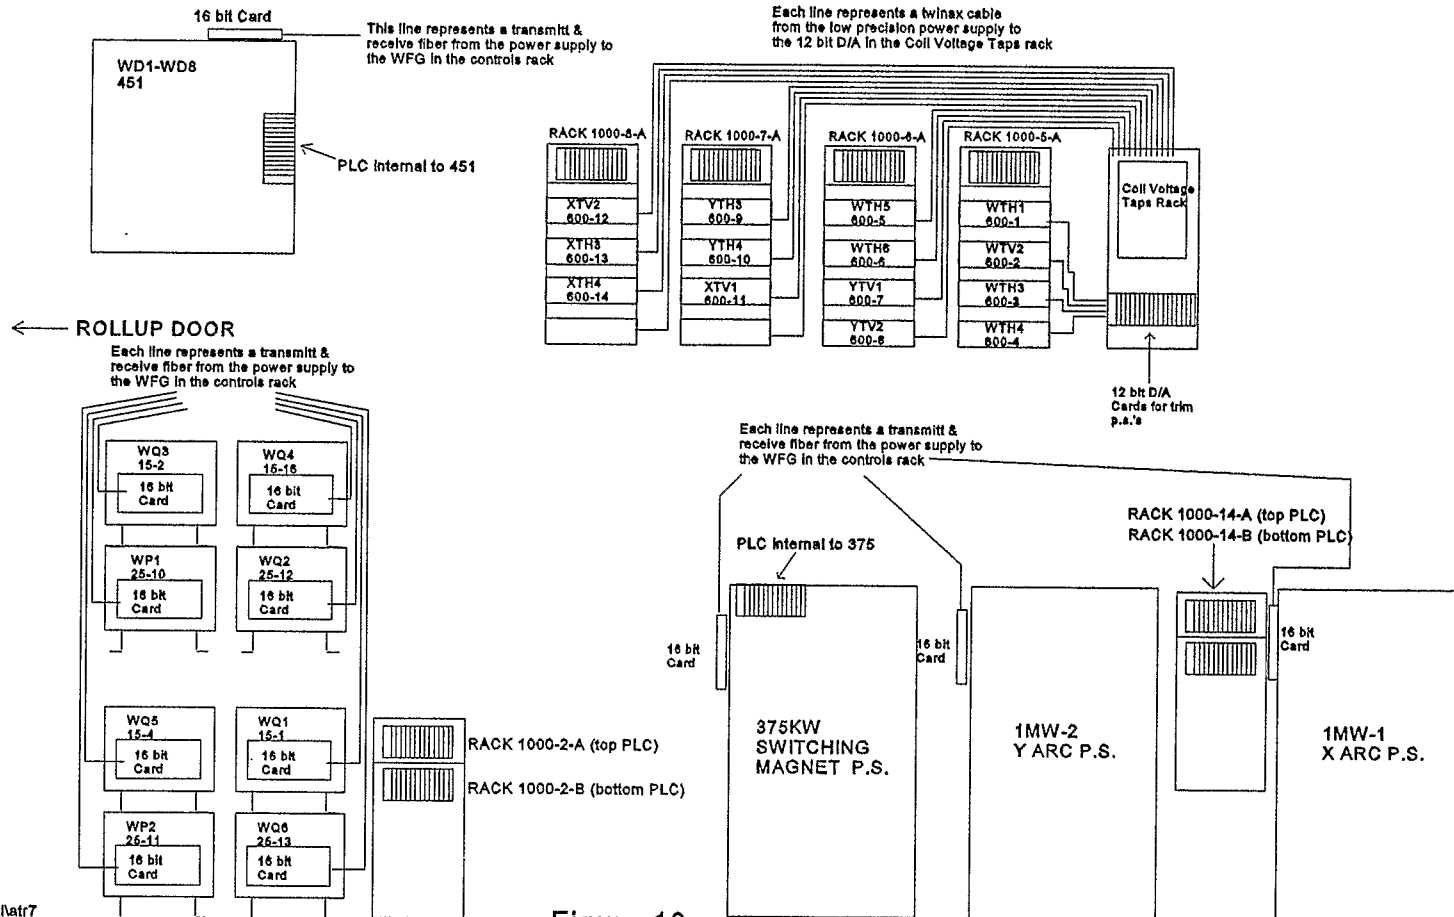 16 bit Card
This line represents a transmitt &
receive fiber from the power supply to
the WFG in the controls rack
WD1-WD8
451
PLC Internal to 451
Each line represents a twinax cable
from the low precision power supply to
the 12 bit D/A in the Coil Voltage Taps rack
RACK 1000-8-A
RACK 1000-7-A
RACK 1000-6-A
RACK 1000-5-A
XTV2
600-12
XTH3
600-13
XTH4
600-14
YTH3
600-9
YTH4
600-10
XTV1
600-11
WTH5
600-5
WTH6
600-6
YTV1
600-7
YTV2
600-8
WTH1
600-1
WTV2
600-2
WTH3
600-3
WTH4
600-4
Coil Voltage
Taps Rack
12 bit D/A
Cards for trim
p.s.'s
ROLLUP DOOR
Each line represents a transmitt &
receive fiber from the power supply to
the WFG in the controls rack
WQ3
15-2
16 bit
Card
WQ4
15-16
16 bit
Card
WP1
25-10
16 bit
Card
WQ2
25-12
16 bit
Card
WQ5
15-4
16 bit
Card
WQ1
15-1
16 bit
Card
WP2
25-11
16 bit
Card
WQ6
25-13
16 bit
Card
RACK 1000-2-A (top PLC)
RACK 1000-2-B (bottom PLC)
Each line represents a transmitt &
receive fiber from the power supply to
the WFG in the controls rack
PLC Internal to 375
16 bit
Card
375KW
SWITCHING
MAGNET P.S.
16 bit
Card
1MW-2
Y ARC P.S.
RACK 1000-14-A (top PLC)
RACK 1000-14-B (bottom PLC)
16 bit
Card
1MW-1
X ARC P.S.
l\atr7